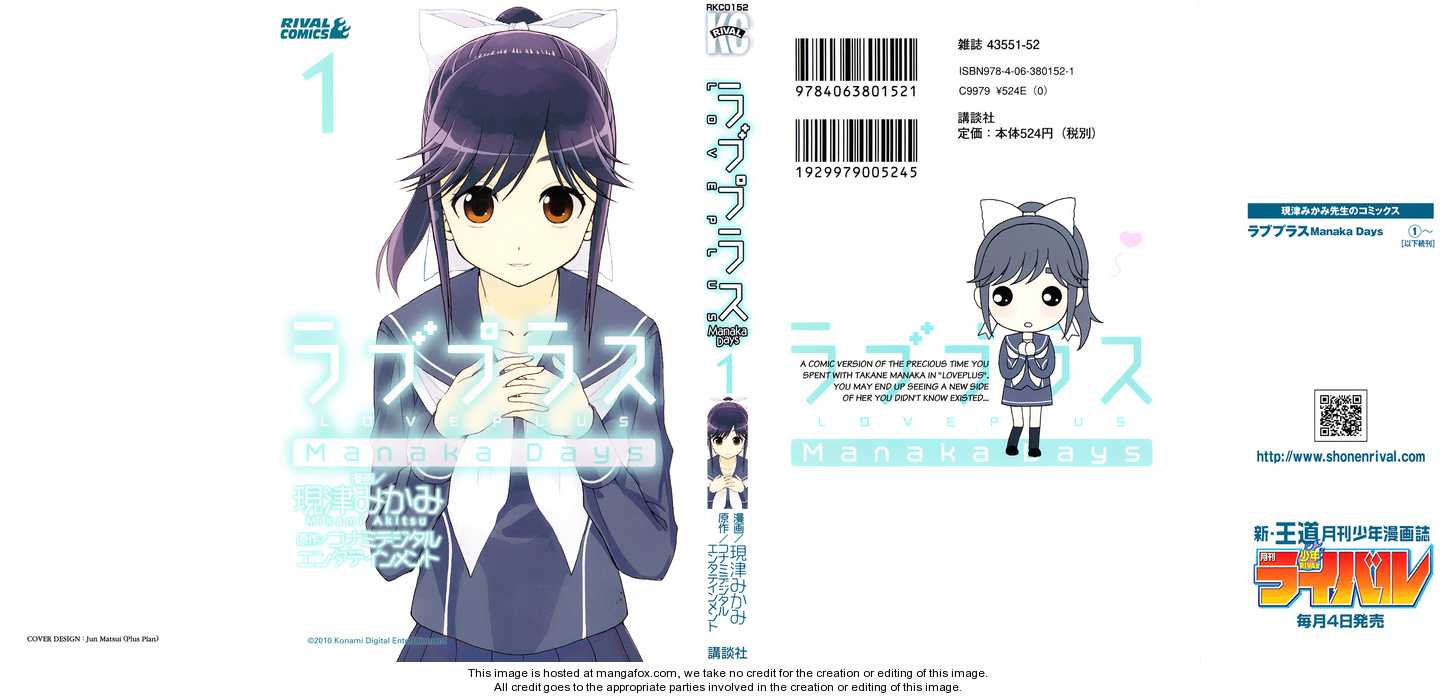 COVER DESIGN : Jun Matsui (Plus Plan)
RIVAL
COMICS
1
ラブプラス
LOVEPLUS
Manaka Days
漫画/
現津みかみ
Mikami Akitsu
原作/コナミデジタル
エンタテインメント
©2010 Konami Digital Entertainment
RKC0152
KC
RIVAL
ラブプラス
LOVEPLUS
Manaka
Days
1
漫画/現津みかみ
原作/コナミデジタル
エンタテインメント
講談社
9784063801521
1929979005245
雑誌 43551-52
ISBN978-4-06-380152-1
C9979 ¥524E (0)
講談社
定価：本体524円（税別）
ラブプラス
A COMIC VERSION OF THE PRECIOUS TIME YOU
SPENT WITH TAKANE MANAKA IN "LOVEPLUS".
YOU MAY END UP SEEING A NEW SIDE
OF HER YOU DIDN'T KNOW EXISTED...
LOVEPLUS
Manaka Days
現津みかみ先生のコミックス
ラブプラスManaka Days ①〜
[以下続刊]
http://www.shonenrival.com
新・王道月刊少年漫画誌
月刊
少年
RIVAL
ライバル
毎月4日発売
This image is hosted at mangafox.com, we take no credit for the creation or editing of this image.
All credit goes to the appropriate parties involved in the creation or editing of this image.